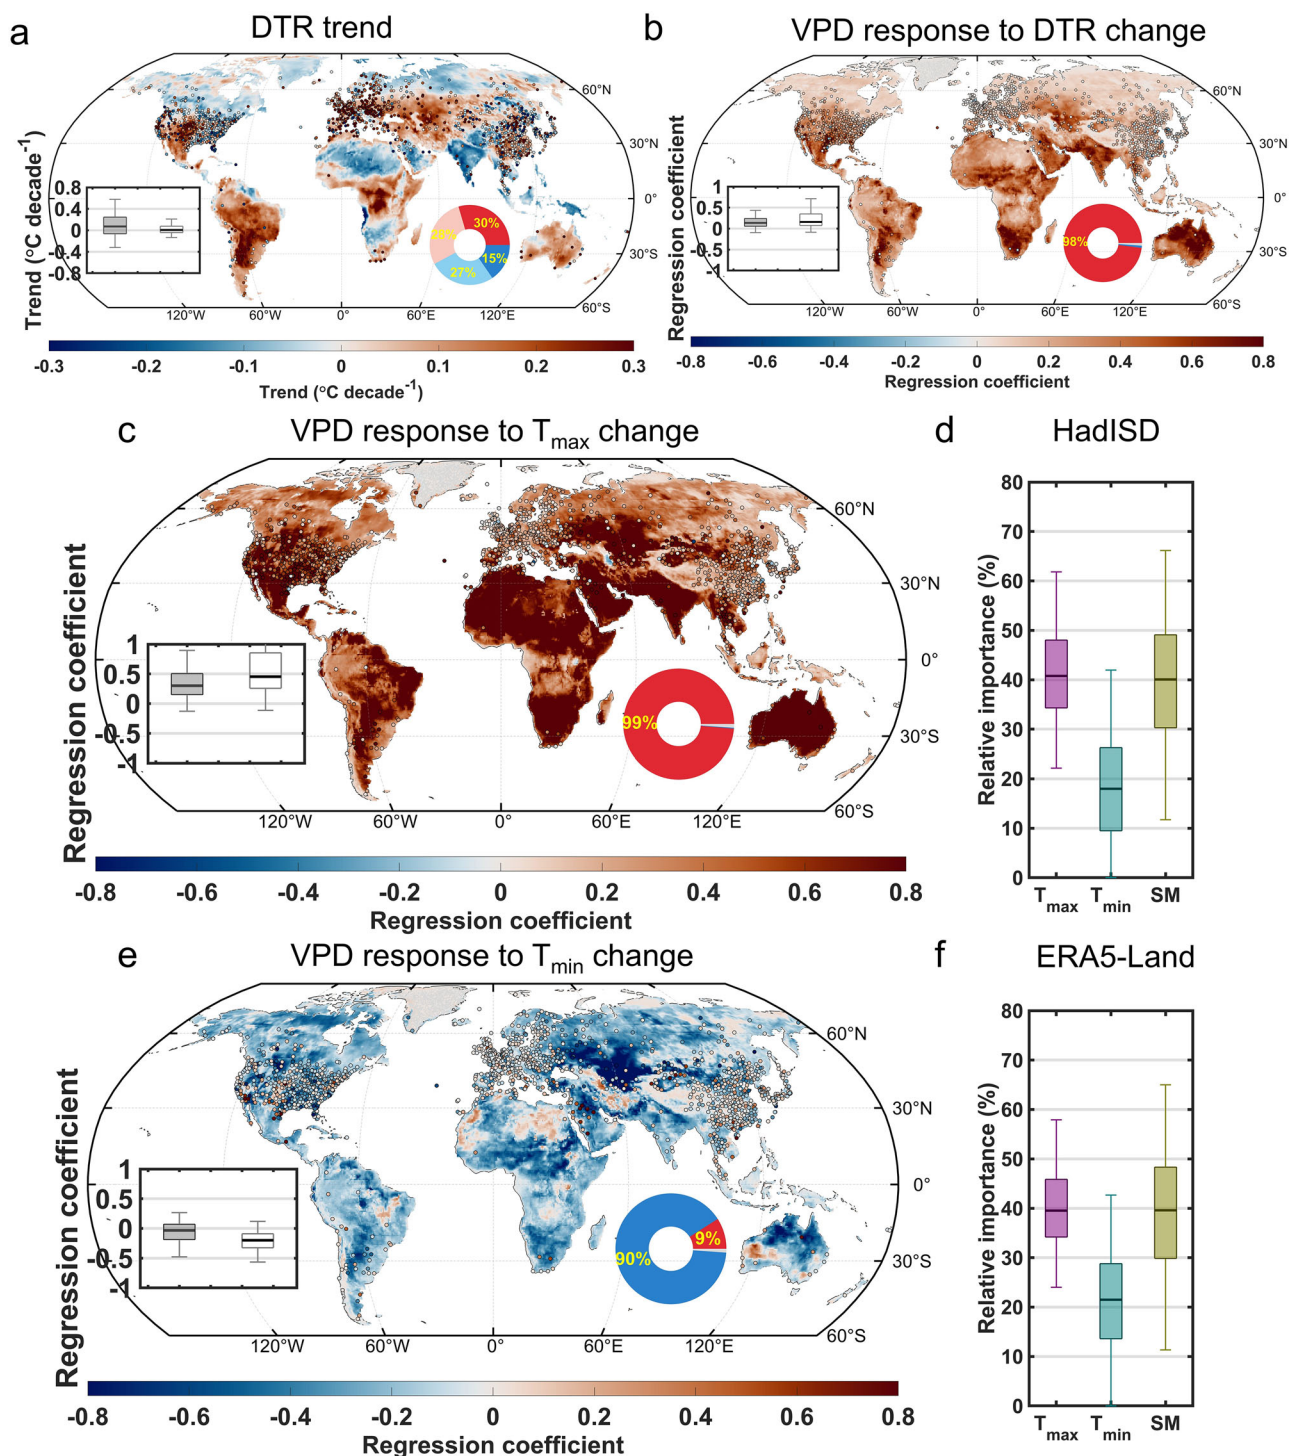 a
DTR trend
60°N
30°N
0°
30°S
60°S
120°W
60°W
0°
60°E
120°E
0.8
0.4
0
-0.4
-0.8
Trend (°C decade⁻¹)
30%
28%
27%
15%
-0.3
-0.2
-0.1
0
0.1
0.2
0.3
Trend (°C decade⁻¹)
b
VPD response to DTR change
60°N
30°N
0°
30°S
60°S
120°W
60°W
0°
60°E
120°E
1
0.5
0
-0.5
-1
Regression coefficient
98%
-0.8
-0.6
-0.4
-0.2
0
0.2
0.4
0.6
0.8
Regression coefficient
c
VPD response to Tmax change
60°N
30°N
0°
30°S
60°S
120°W
60°W
0°
60°E
120°E
1
0.5
0
-0.5
-1
Regression coefficient
99%
-0.8
-0.6
-0.4
-0.2
0
0.2
0.4
0.6
0.8
Regression coefficient
d
HadISD
80
70
60
50
40
30
20
10
0
Relative importance (%)
Tmax
Tmin
SM
e
VPD response to Tmin change
60°N
30°N
0°
30°S
60°S
120°W
60°W
0°
60°E
120°E
1
0.5
0
-0.5
-1
Regression coefficient
9%
90%
-0.8
-0.6
-0.4
-0.2
0
0.2
0.4
0.6
0.8
Regression coefficient
f
ERA5-Land
80
70
60
50
40
30
20
10
0
Relative importance (%)
Tmax
Tmin
SM